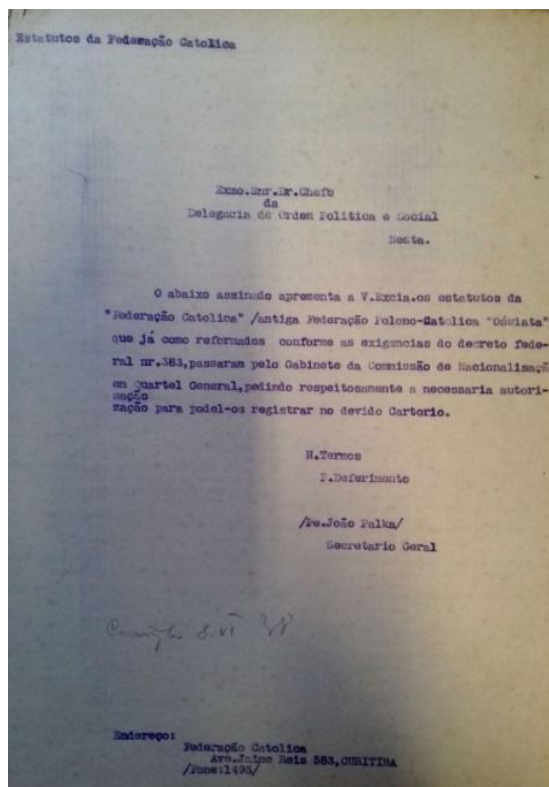 Estatutos da Federação Catolica
Exmo.Snr.Dr.Chefe
da
Delegacia de Ordem Politica e Social
Nesta.
O abaixo assinado apresenta a V.Excia.os estatutos da
"Federação Catolica" /antiga Federação Polono-Catolica "Oświata"
que já como reformados conforme as exigencias do decreto fede-
ral nr.383,passaram pelo Gabinete da Commissão de Nacionalisaçã
em Quartel General,pedindo respeitosamente a necessaria autori-
sação
zação para podel-os registrar no devido Cartorio.
N.Termos
P.Deferimento
/Pe.João Palka/
Secretario Geral
8.VI 38
Endereço:
Federação Catolica
Ave.Jaime Reis 583,CURITIBA
/Fone:1493/